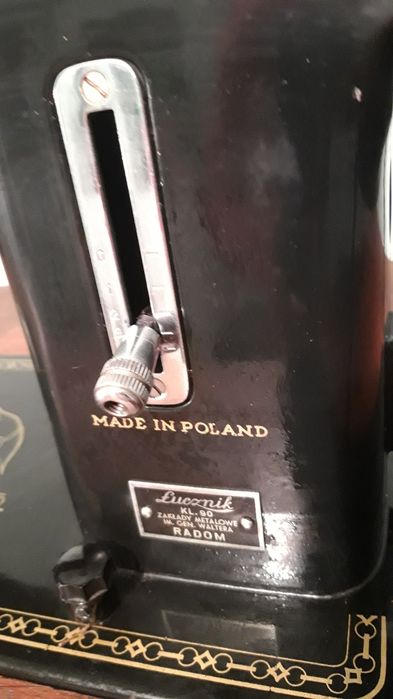 MADE IN POLAND
Łucznik
KL. 90
ZAKŁADY METALOWE
IM. GEN. WALTERA
RADOM